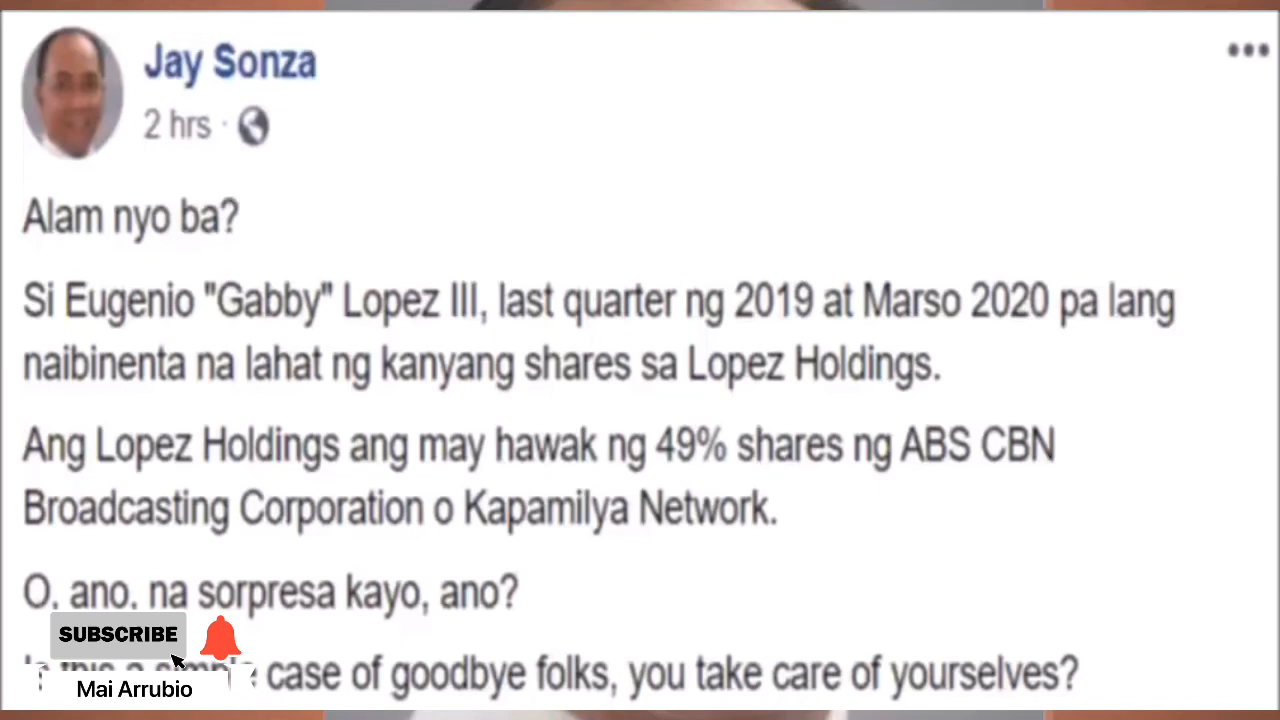 Jay Sonza
2 hrs ·
Alam nyo ba?
Si Eugenio "Gabby" Lopez III, last quarter ng 2019 at Marso 2020 pa lang
naibinenta na lahat ng kanyang shares sa Lopez Holdings.
Ang Lopez Holdings ang may hawak ng 49% shares ng ABS CBN
Broadcasting Corporation o Kapamilya Network.
O, ano, na sorpresa kayo, ano?
SUBSCRIBE
Is this a simple case of goodbye folks, you take care of yourselves?
Mai Arrubio